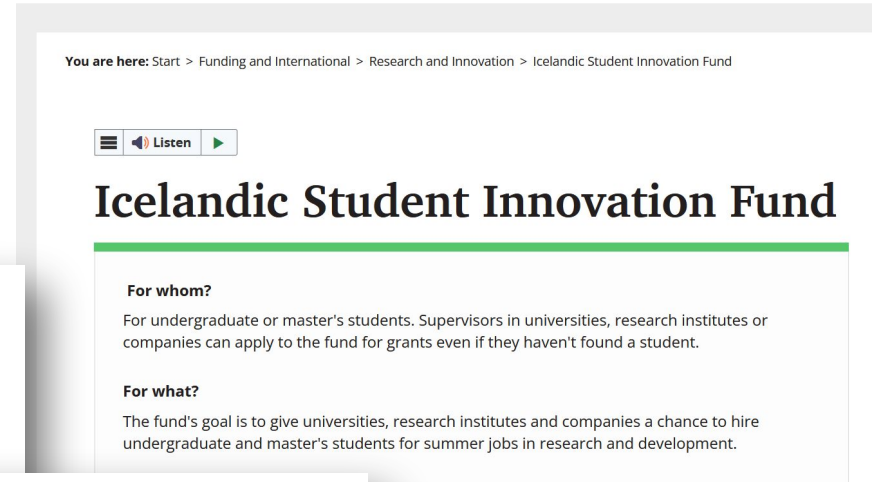 You are here: Start > Funding and International > Research and Innovation > Icelandic Student Innovation Fund
Listen
Icelandic Student Innovation Fund
For whom?
For undergraduate or master's students. Supervisors in universities, research institutes or
companies can apply to the fund for grants even if they haven't found a student.
For what?
The fund's goal is to give universities, research institutes and companies a chance to hire
undergraduate and master's students for summer jobs in research and development.